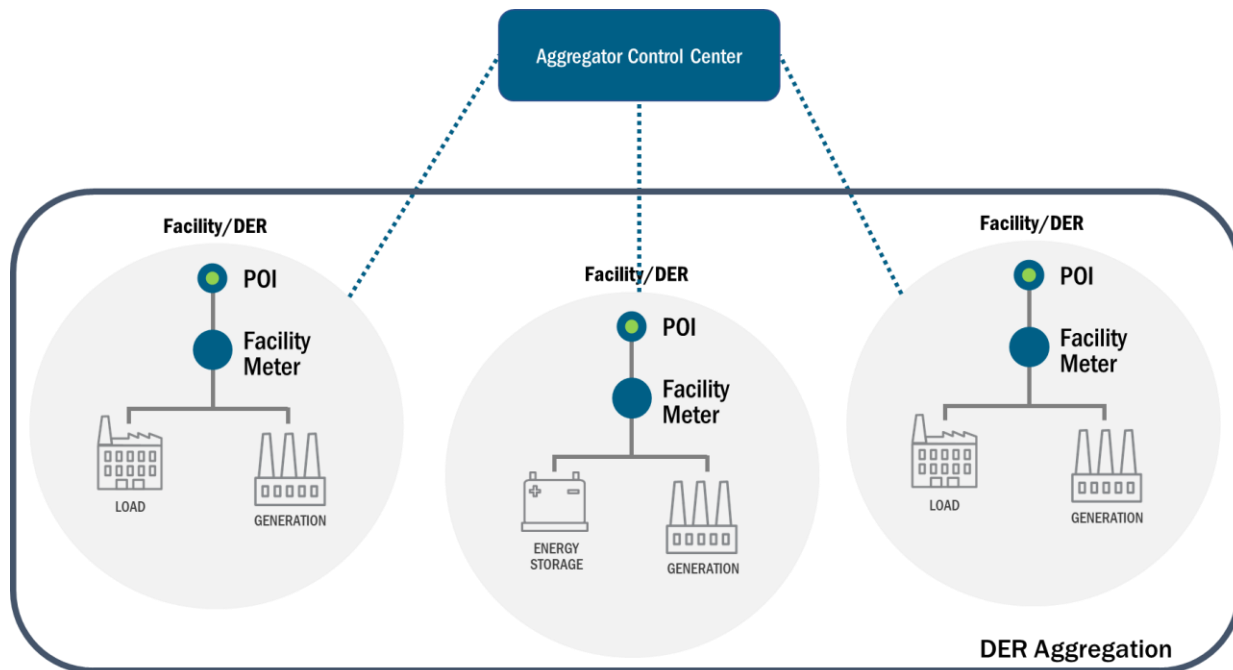 Aggregator Control Center
Facility/DER
POI
Facility
Meter
LOAD
GENERATION
Facility/DER
POI
Facility
Meter
ENERGY
STORAGE
GENERATION
Facility/DER
POI
Facility
Meter
LOAD
GENERATION
DER Aggregation